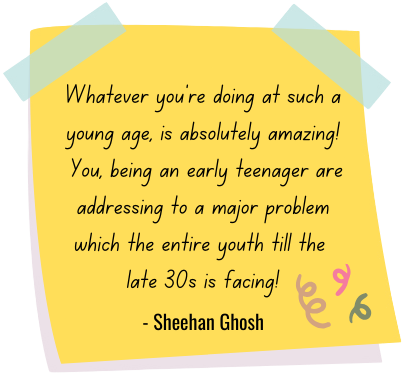 Whatever you're doing at such a
young age, is absolutely amazing!
You, being an early teenager are
addressing to a major problem
which the entire youth till the
late 30s is facing!
- Sheehan Ghosh